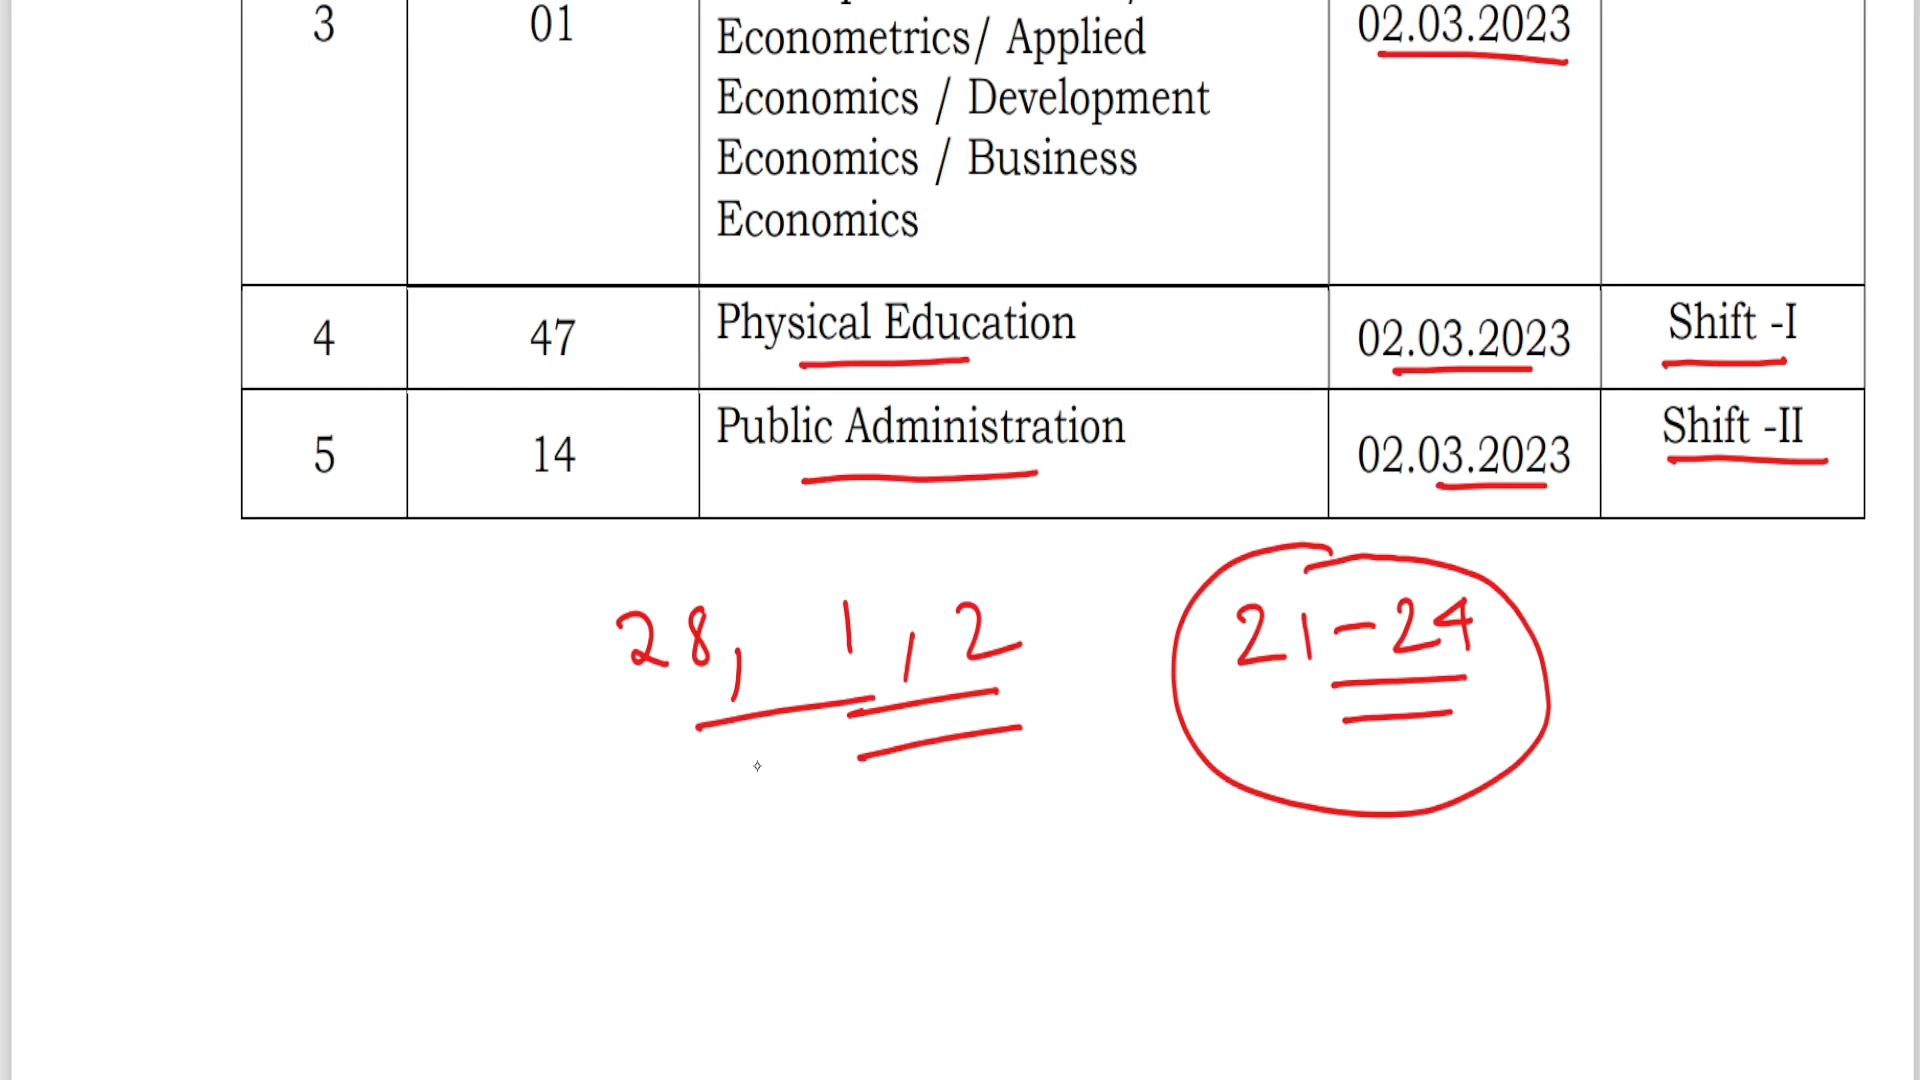 3 01 Econometrics/ Applied 02.03.2023
Economics / Development
Economics / Business
Economics
4 47 Physical Education 02.03.2023 Shift -I
5 14 Public Administration 02.03.2023 Shift -II
28, 1, 2 21-24